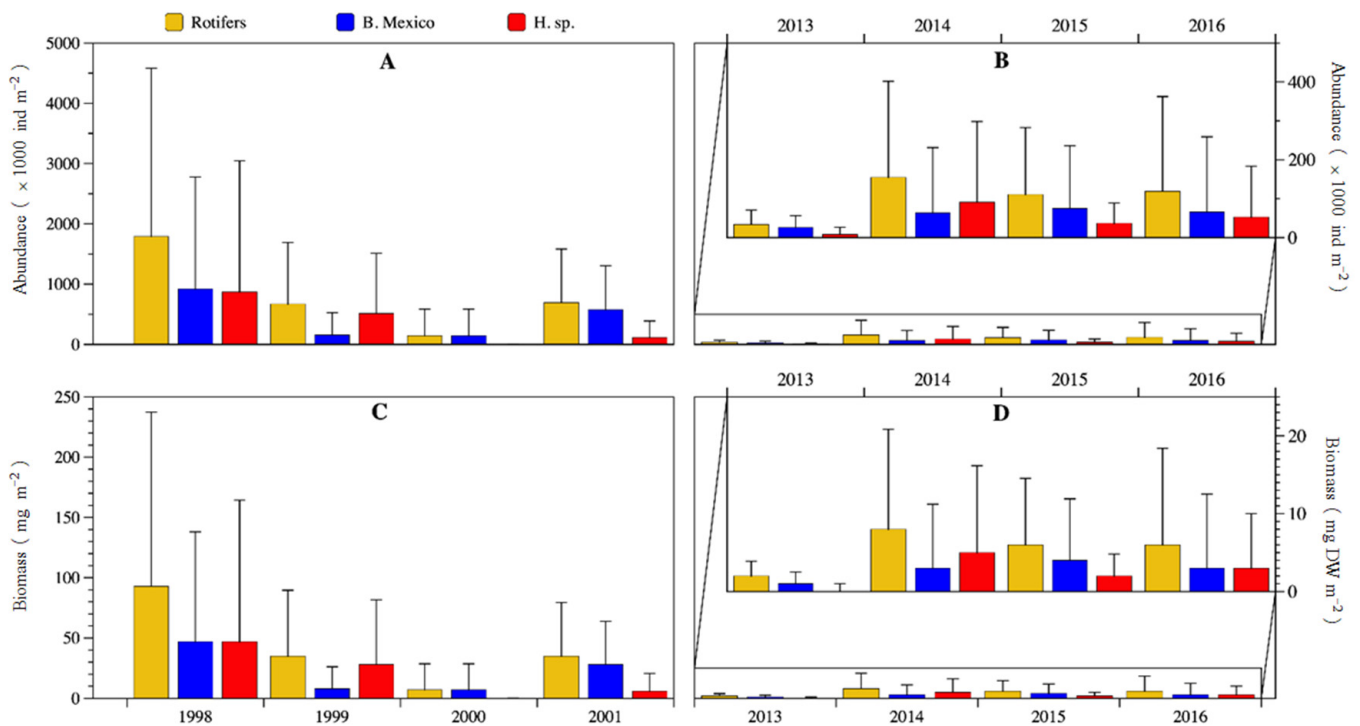 Rotifers B. Mexico H. sp.
2013 2014 2015 2016
A
B
5000
4000
3000
2000
1000
0
Abundance ( × 1000 ind m⁻²)
400
200
0
Abundance ( × 1000 ind m⁻²)
2013 2014 2015 2016
C
D
250
200
150
100
50
0
Biomass ( mg m⁻²)
20
10
0
Biomass ( mg DW m⁻²)
1998 1999 2000 2001
2013 2014 2015 2016